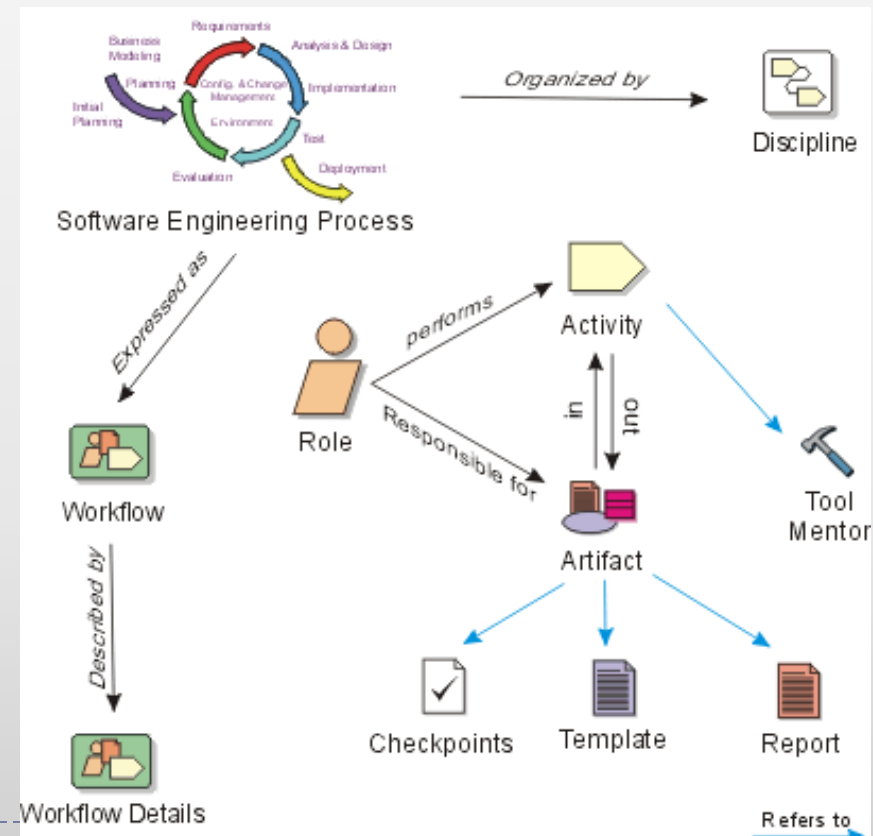 Requirements
Business
Modeling
Analysis & Design
Planning
Config. & Change
Management
Implementation
Initial
Planning
Environment
Test
Evaluation
Deployment
Software Engineering Process
Organized by
Discipline
Expressed as
performs
Activity
Role
Responsible for
in
out
Workflow
Tool
Mentor
Artifact
Described by
Checkpoints
Template
Report
Workflow Details
Refers to